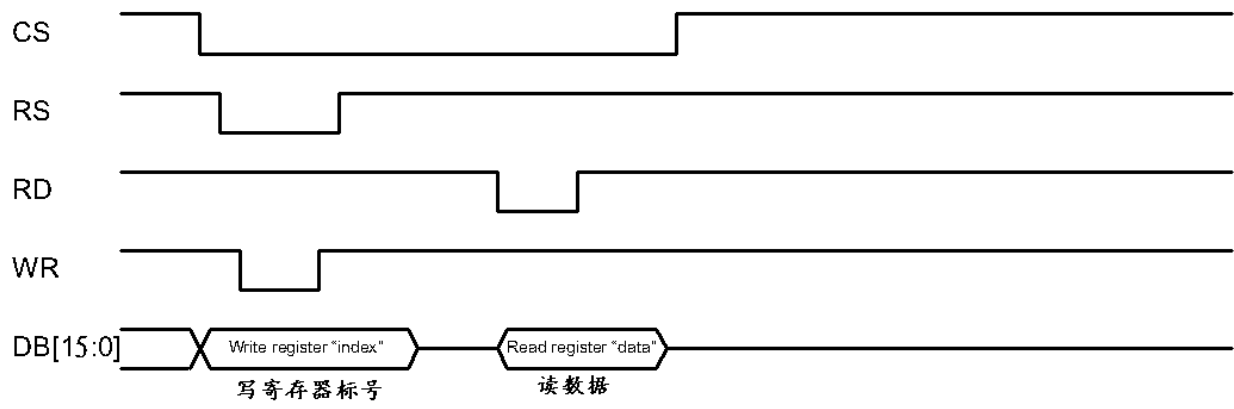 CS
RS
RD
WR
DB[15:0]
Write register “index”
Read register “data”
写寄存器标号
读数据